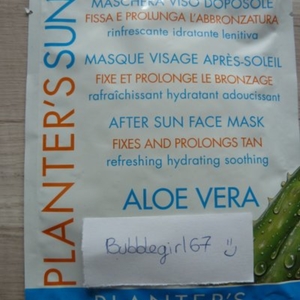 MASCHERA VISO DOPOSOLE
FISSA E PROLUNGA L'ABBRONZATURA
rinfrescante idratante lenitiva
MASQUE VISAGE APRÈS-SOLEIL
FIXE ET PROLONGE LE BRONZAGE
rafraîchissant hydratant adoucissant
AFTER SUN FACE MASK
FIXES AND PROLONGS TAN
refreshing hydrating soothing
ALOE VERA
PLANTER'S SUN
Bubblegirl67 :)
PLANTER'S